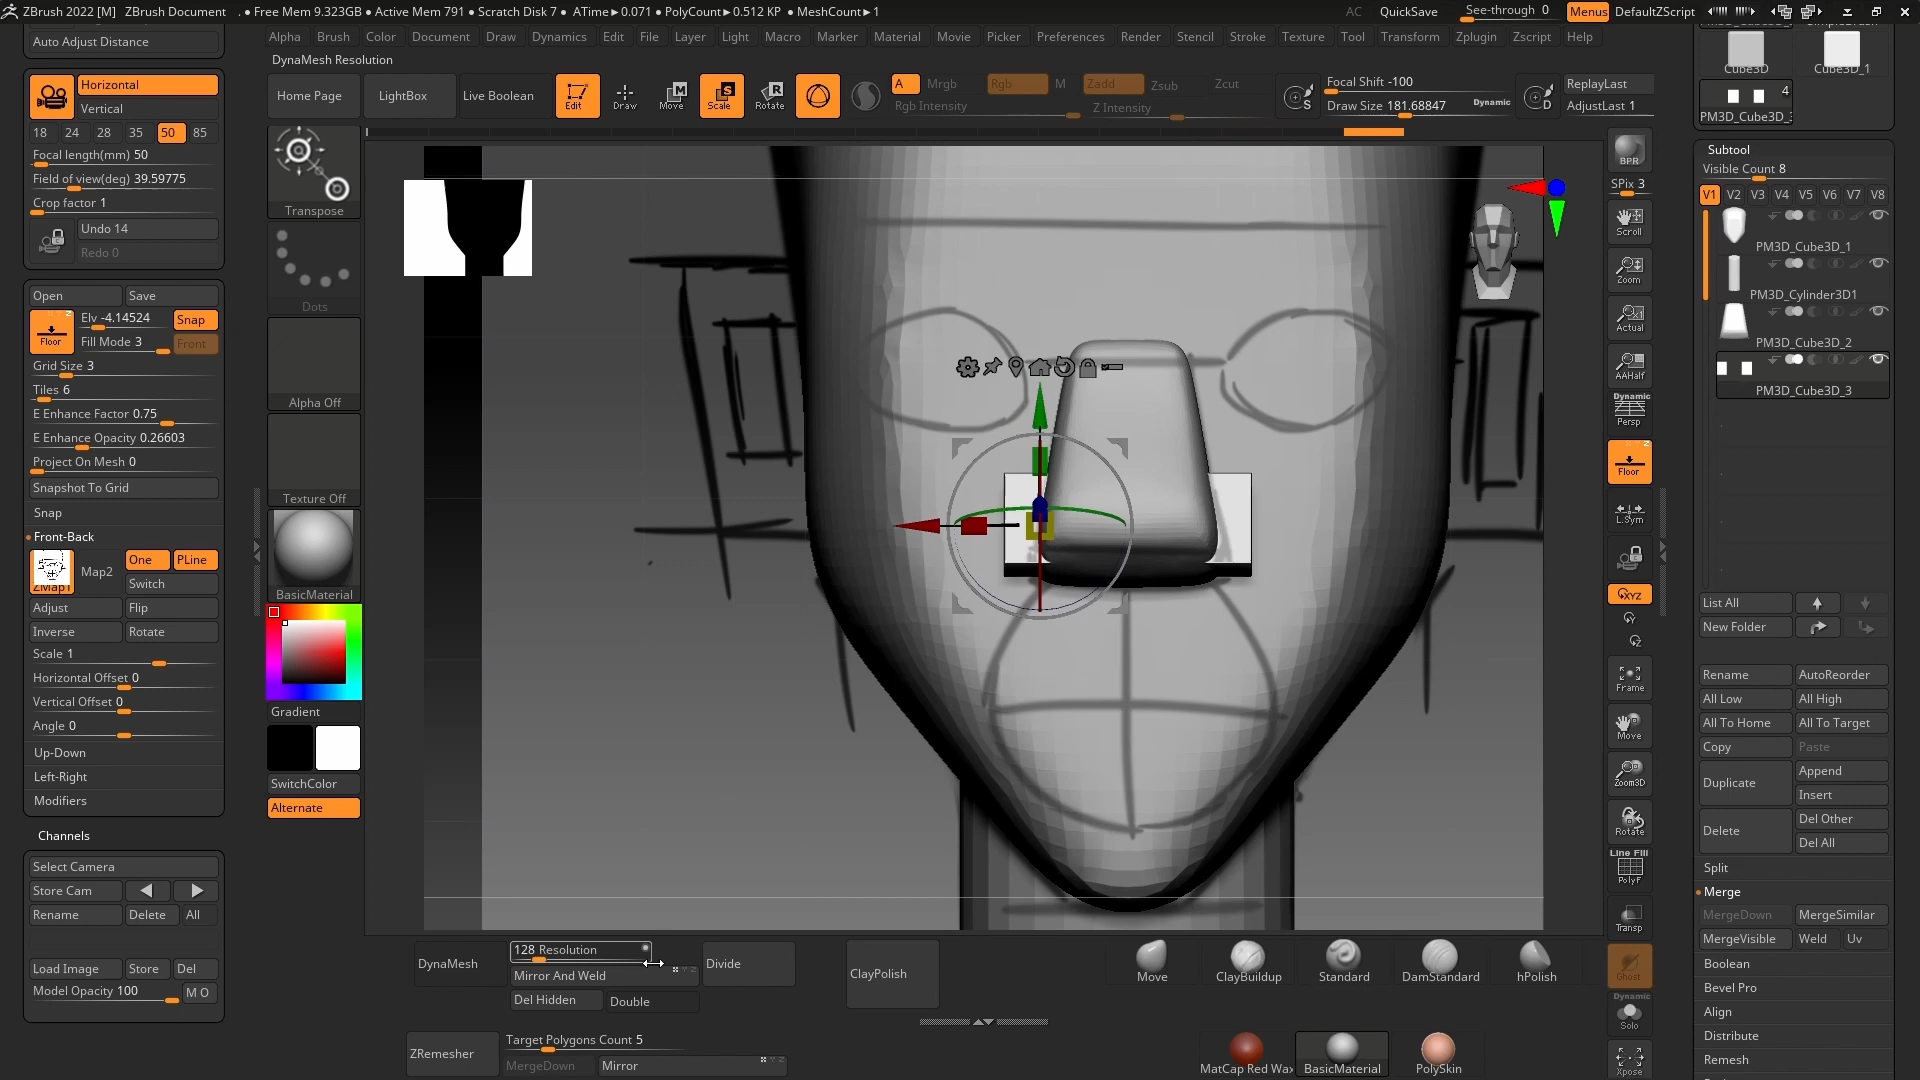 ZBrush 2022 [M] ZBrush Document . • Free Mem 9.323GB • Active Mem 791 • Scratch Disk 7 • ATime►0.071 • PolyCount►0.512 KP • MeshCount►1 AC QuickSave See-through 0 Menus DefaultZScript
Alpha Brush Color Document Draw Dynamics Edit File Layer Light Macro Marker Material Movie Picker Preferences Render Stencil Stroke Texture Tool Transform Zplugin Zscript Help
DynaMesh Resolution
Home Page LightBox Live Boolean Edit Draw Move Scale Rotate
A Mrgb Rgb M Zadd Zsub Zcut
Rgb Intensity Z Intensity
Focal Shift -100
Draw Size 181.68847 Dynamic
ReplayLast
AdjustLast 1
Auto Adjust Distance
Horizontal
Vertical
18 24 28 35 50 85
Focal length(mm) 50
Field of view(deg) 39.59775
Crop factor 1
Undo 14
Redo 0
Open Save
Floor Elv -4.14524 Snap
Fill Mode 3 Front
Grid Size 3
Tiles 6
E Enhance Factor 0.75
E Enhance Opacity 0.26603
Project On Mesh 0
Snapshot To Grid
Snap
Front-Back
ZMap1 Map2 One PLine
Switch
Adjust Flip
Inverse Rotate
Scale 1
Horizontal Offset 0
Vertical Offset 0
Angle 0
Up-Down
Left-Right
Modifiers
Channels
Select Camera
Store Cam
Rename Delete All
Load Image Store Del
Model Opacity 100 M O
Transpose
Dots
Alpha Off
Texture Off
BasicMaterial
Gradient
SwitchColor
Alternate
DynaMesh
128 Resolution
Mirror And Weld
Del Hidden Double
Divide
ClayPolish
Move ClayBuildup Standard DamStandard hPolish
ZRemesher
Target Polygons Count 5
MergeDown Mirror
MatCap Red Wax BasicMaterial PolySkin
BPR
SPix 3
Scroll
Zoom
Actual
AAHalf
Dynamic
Persp
Floor
L.Sym
XYZ
Frame
Move
Zoom3D
Rotate
Line Fill
PolyF
Transp
Ghost
Dynamic
Solo
Xpose
Cube3D Cube3D_1
4
PM3D_Cube3D_3
Subtool
Visible Count 8
V1 V2 V3 V4 V5 V6 V7 V8
PM3D_Cube3D_1
PM3D_Cylinder3D1
PM3D_Cube3D_2
PM3D_Cube3D_3
List All
New Folder
Rename AutoReorder
All Low All High
All To Home All To Target
Copy Paste
Duplicate Append
Insert
Delete Del Other
Del All
Split
Merge
MergeDown MergeSimilar
MergeVisible Weld Uv
Boolean
Bevel Pro
Align
Distribute
Remesh